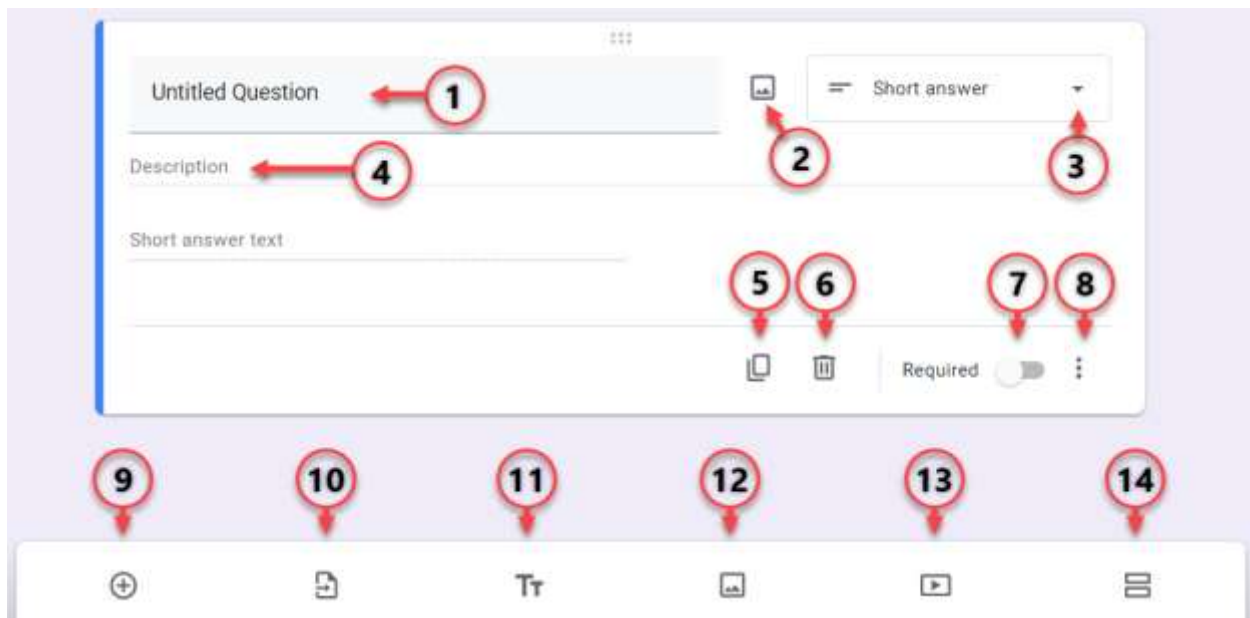 Untitled Question
1
Short answer
2
3
Description
4
Short answer text
5
6
7
8
Required
9
10
11
12
13
14
Tт